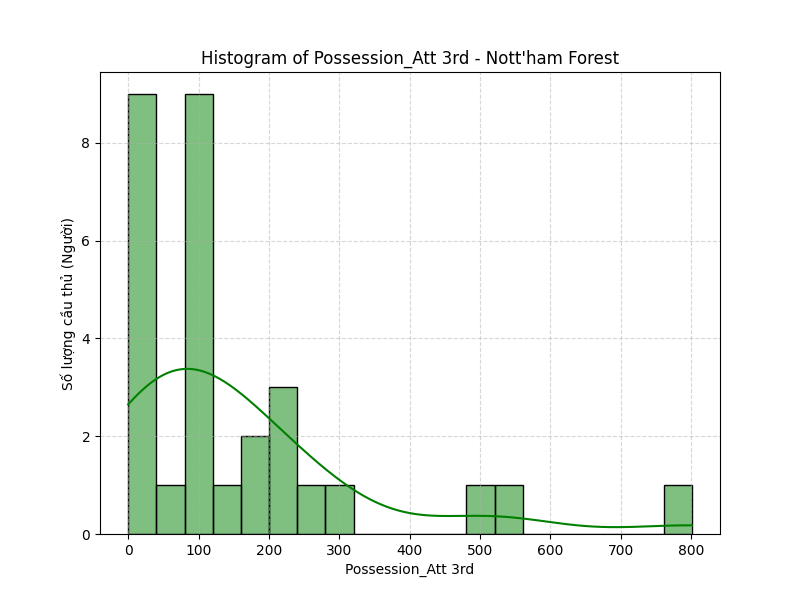 Histogram of Possession_Att 3rd - Nott'ham Forest
Số lượng cầu thủ (Người)
8
6
4
2
0
0 100 200 300 400 500 600 700 800
Possession_Att 3rd